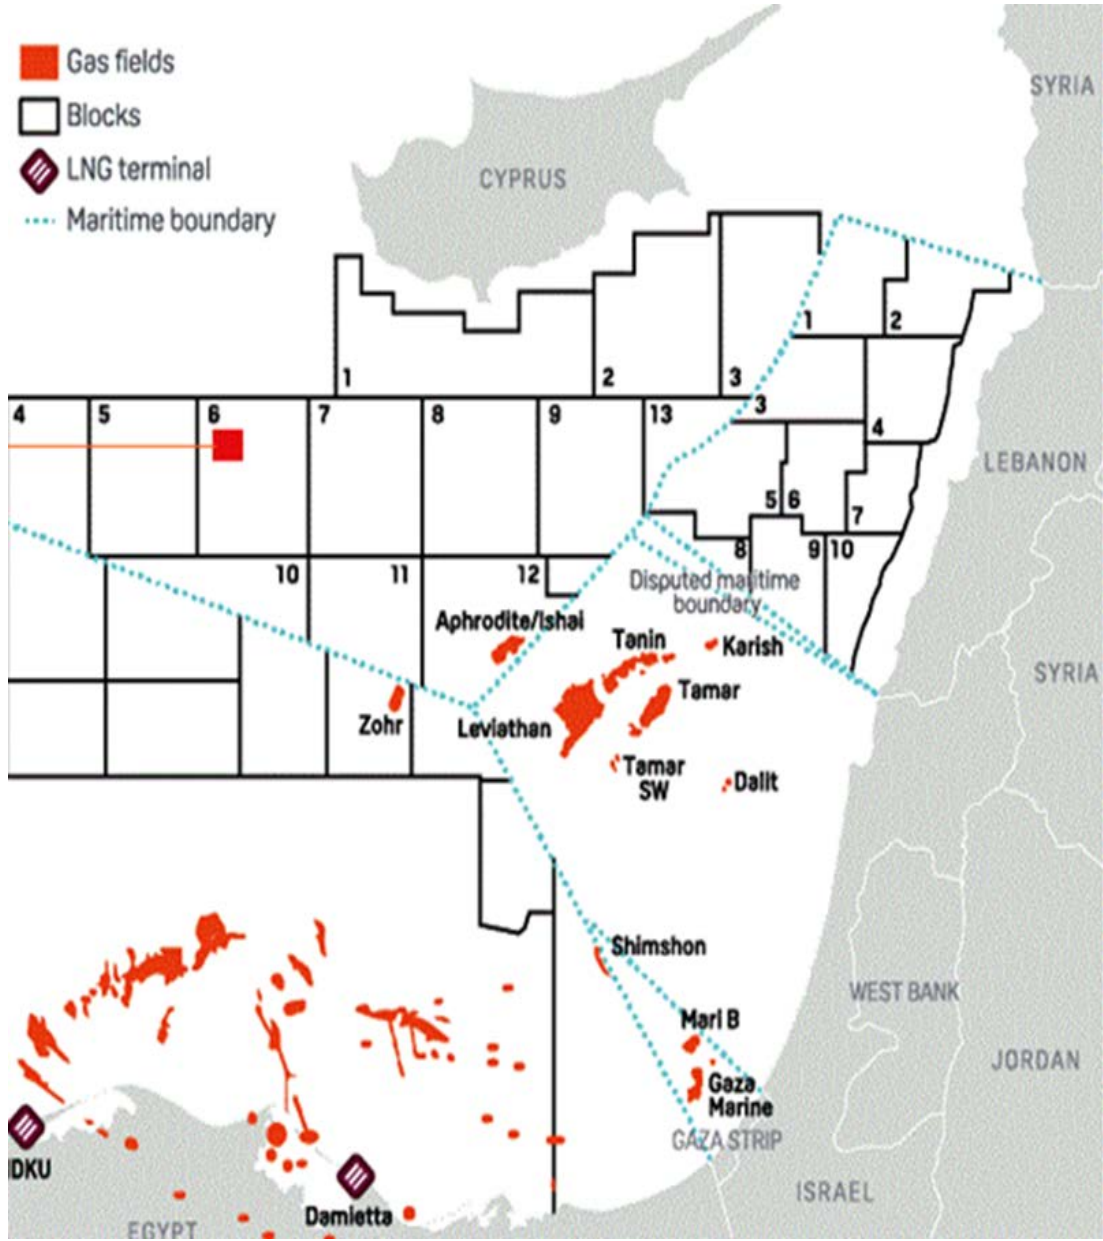 Gas fields
Blocks
LNG terminal
Maritime boundary
SYRIA
CYPRUS
1
2
3
1
2
3
4
4
5
6
7
8
9
13
5
6
7
8
9
10
10
11
12
LEBANON
Disputed maritime
boundary
Aphrodite/Ishai
Tanin
Karish
Tamar
Zohr
Leviathan
Tamar
SW
Dalit
SYRIA
Shimshon
Mari B
Gaza
Marine
GAZA STRIP
WEST BANK
JORDAN
ISRAEL
IDKU
Damietta
EGYPT